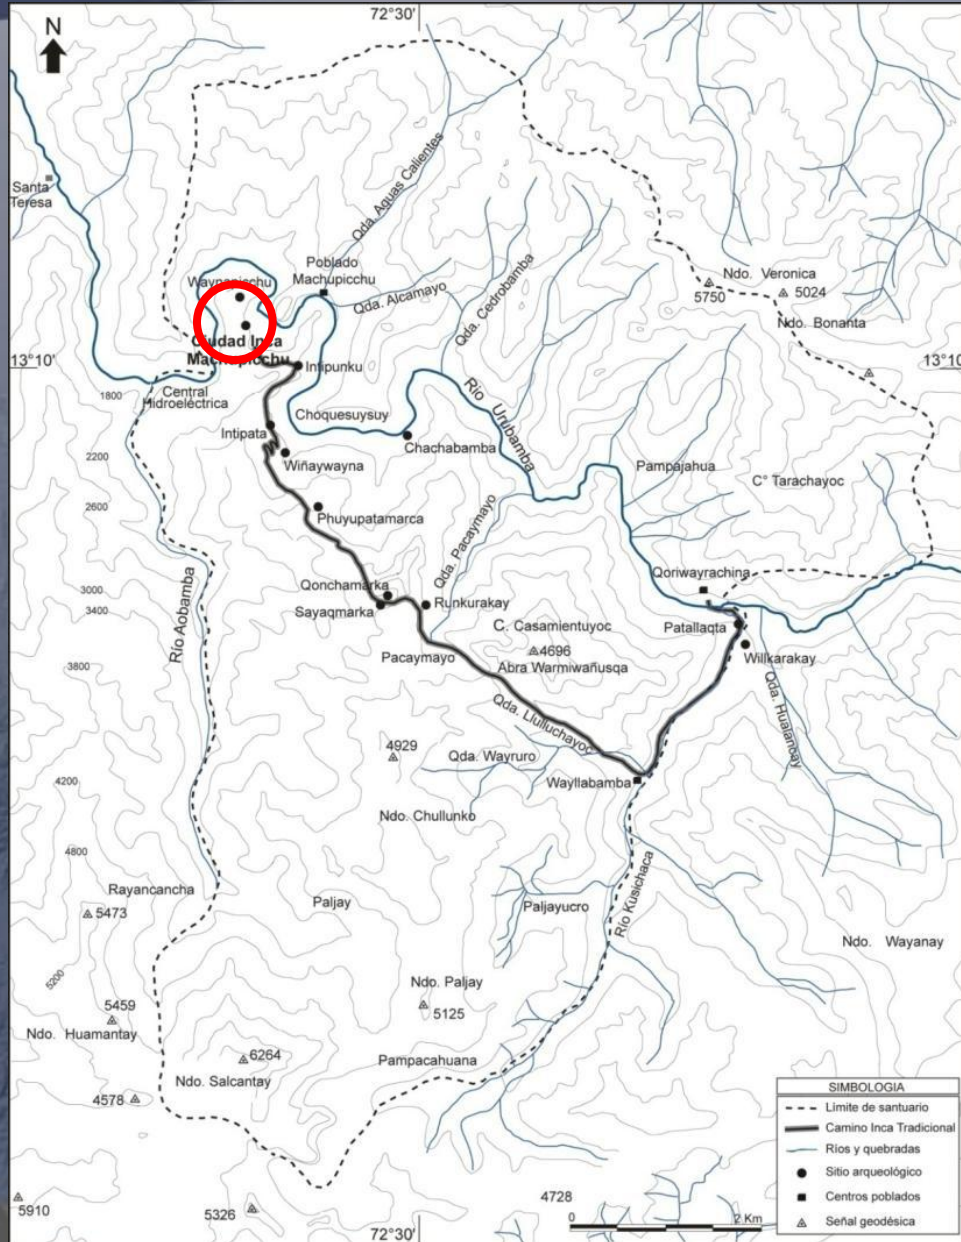 72°30'
N
Santa
Teresa
Qda. Aguas Calientes
Waynapicchu
Poblado
Machupicchu
Qda. Alcamayo
Qda. Cedrobamba
Ndo. Veronica
5750
5024
Ndo. Bonanta
Ciudad Inca
Machupicchu
13°10'
13°10'
Intipunku
Central
Hidroeléctrica
1800
Choquesuysuy
Rio Urubamba
Intipata
Chachabamba
2200
Wiñaywayna
Pampajahua
C° Tarachayoc
2600
Phuyupatamarca
Qda. Pacaymayo
Qoriwayrachina
3000
3400
Qonchamarka
Sayaqmarka
Runkurakay
Río Aobamba
C. Casamientuyoc
Patallaqta
Willkarakay
Pacaymayo
4696
Abra Warmiwañusqa
3800
Qda. Hualancay
Qda. Llulluchayoc
4929
Qda. Wayruro
4200
Wayllabamba
Ndo. Chullunko
4800
Rayancancha
Paljay
Paljayucro
Río Kusichaca
5473
Ndo. Wayanay
5200
Ndo. Paljay
5125
5459
Ndo. Huamantay
6264
Pampacahuana
Ndo. Salcantay
4578
SIMBOLOGIA
Límite de santuario
Camino Inca Tradicional
Ríos y quebradas
Sitio arqueológico
Centros poblados
Señal geodésica
5910
5326
4728
0
2 Km
72°30'